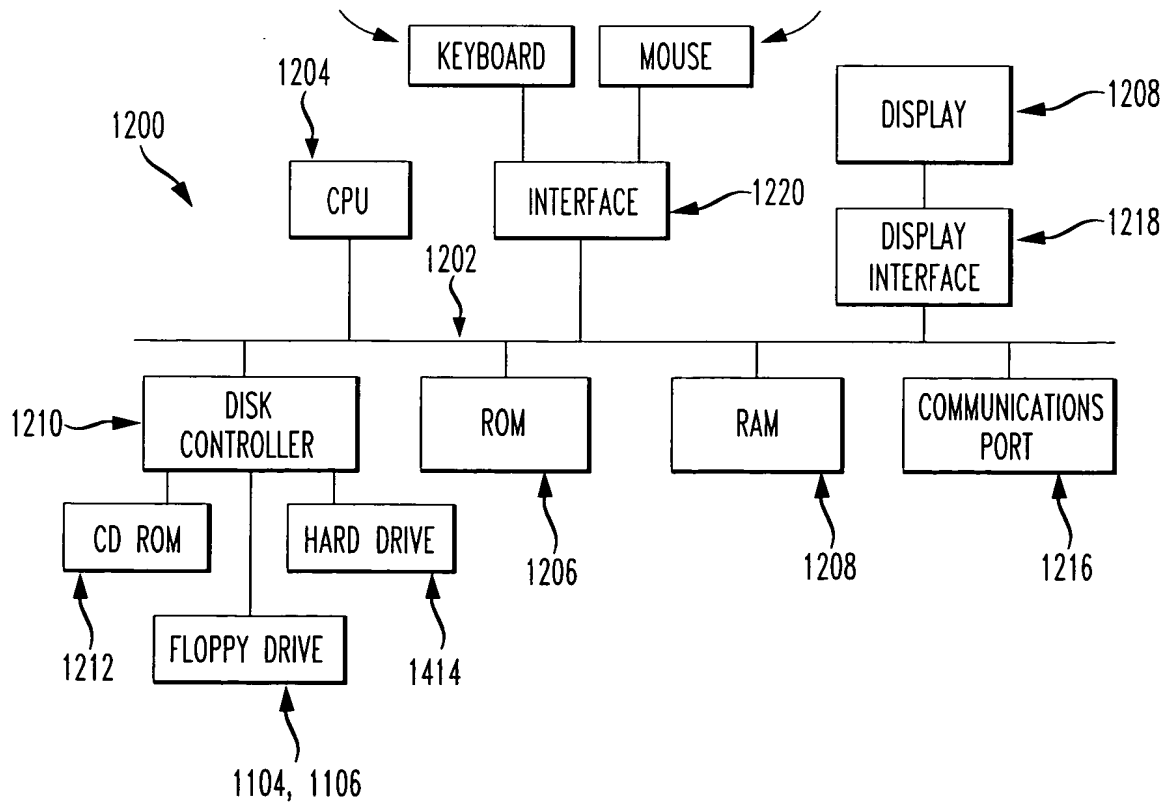 KEYBOARD
MOUSE
1204
DISPLAY
1208
1200
CPU
INTERFACE
1220
DISPLAY
INTERFACE
1218
1202
1210
DISK
CONTROLLER
ROM
RAM
COMMUNICATIONS
PORT
CD ROM
HARD DRIVE
1206
1208
1216
FLOPPY DRIVE
1212
1414
1104, 1106